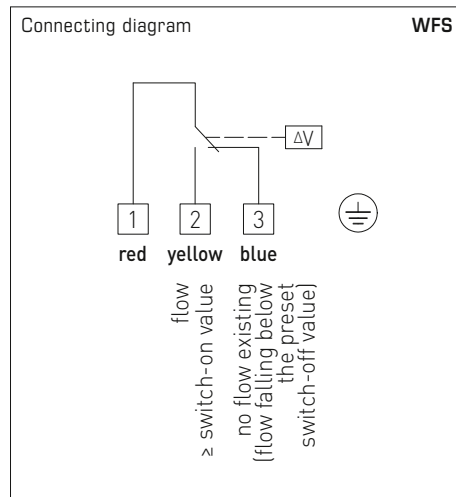 Connecting diagram WFS
ΔV
1 2 3
red yellow blue
flow
≥ switch-on value
no flow existing
(flow falling below
the preset
switch-off value)